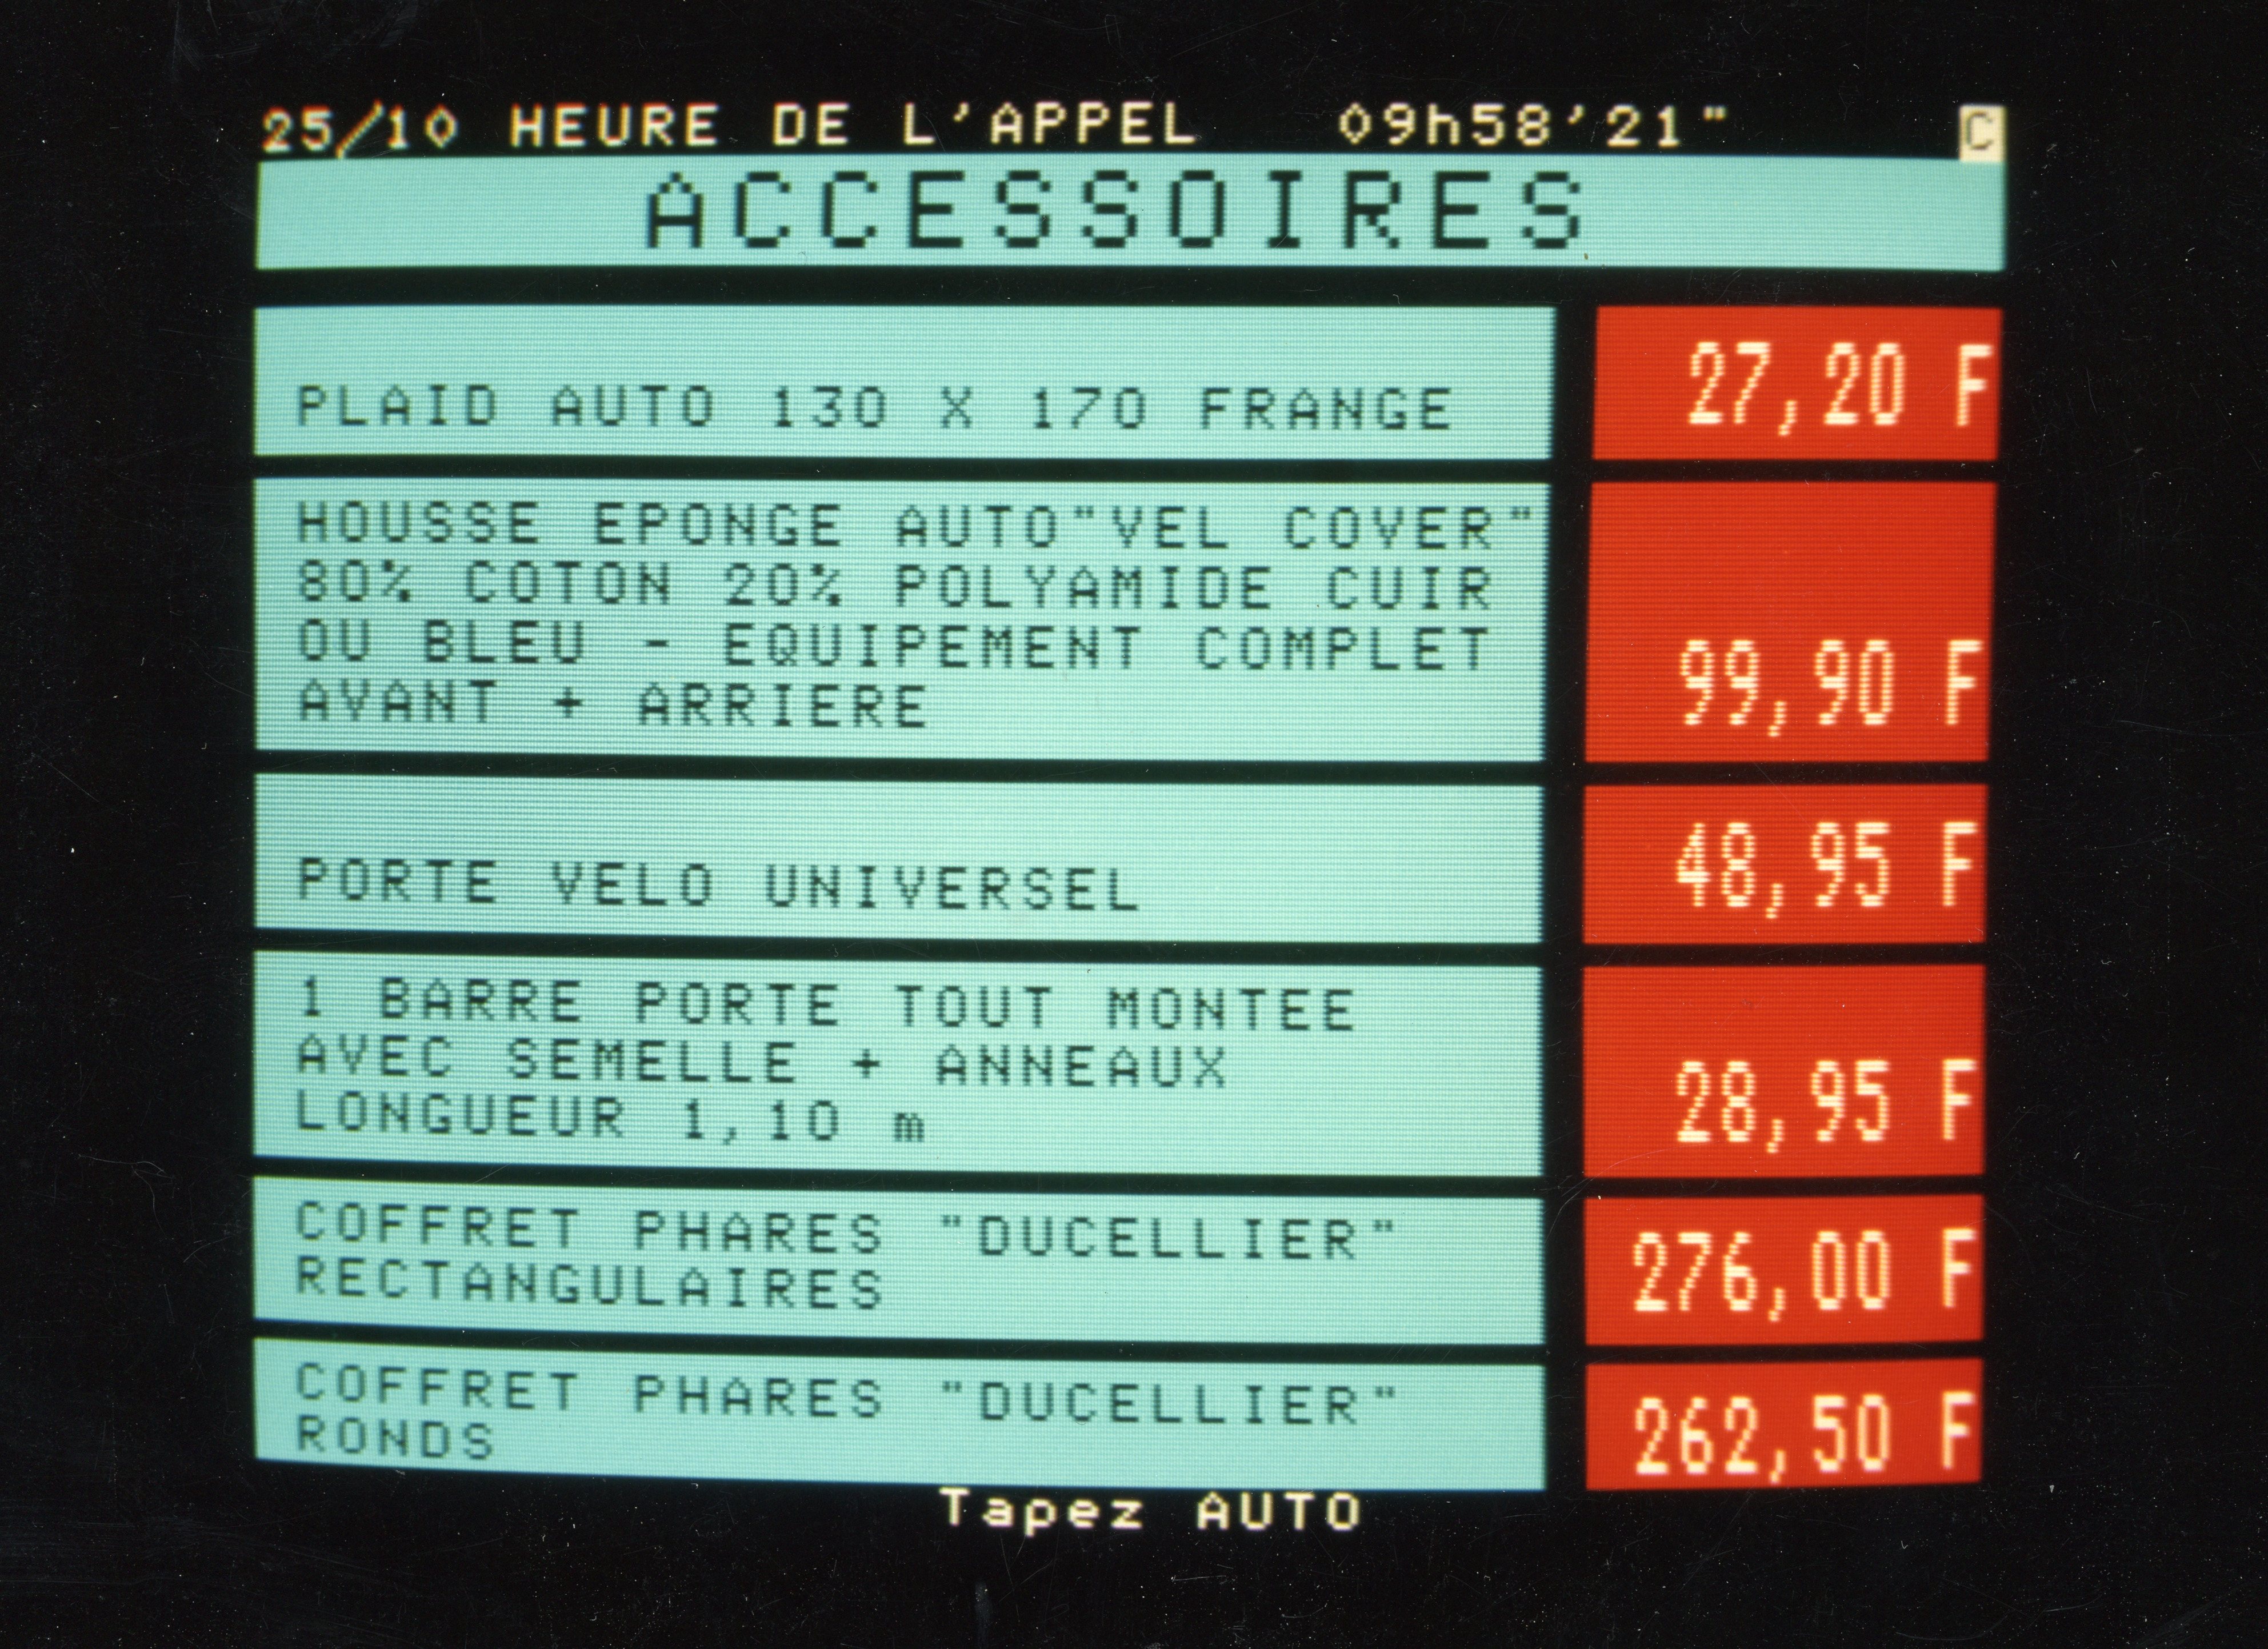 25/10 HEURE DE L'APPEL 09h58'21" C
ACCESSOIRES
PLAID AUTO 130 X 170 FRANGE 27,20 F
HOUSSE EPONGE AUTO"VEL COVER"
80% COTON 20% POLYAMIDE CUIR
OU BLEU - EQUIPEMENT COMPLET
AVANT + ARRIERE 99,90 F
PORTE VELO UNIVERSEL 48,95 F
1 BARRE PORTE TOUT MONTEE
AVEC SEMELLE + ANNEAUX
LONGUEUR 1,10 m 28,95 F
COFFRET PHARES "DUCELLIER"
RECTANGULAIRES 276,00 F
COFFRET PHARES "DUCELLIER"
RONDS 262,50 F
Tapez AUTO